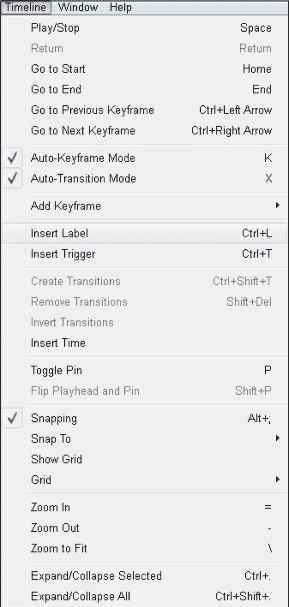 Timeline Window Help
Play/Stop Space
Return Return
Go to Start Home
Go to End End
Go to Previous Keyframe Ctrl+Left Arrow
Go to Next Keyframe Ctrl+Right Arrow
Auto-Keyframe Mode K
Auto-Transition Mode X
Add Keyframe
Insert Label Ctrl+L
Insert Trigger Ctrl+T
Create Transitions Ctrl+Shift+T
Remove Transitions Shift+Del
Invert Transitions
Insert Time
Toggle Pin P
Flip Playhead and Pin Shift+P
Snapping Alt+;
Snap To
Show Grid
Grid
Zoom In =
Zoom Out -
Zoom to Fit \
Expand/Collapse Selected Ctrl+.
Expand/Collapse All Ctrl+Shift+.